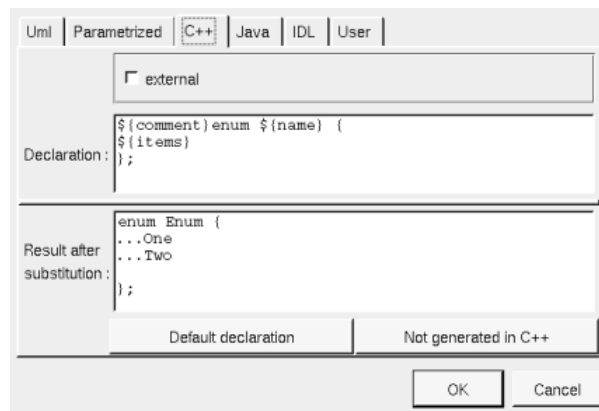 Uml Parametrized C++ Java IDL User
external
Declaration :
${comment}enum ${name} {
${items}
};
Result after
substitution :
enum Enum {
...One
...Two
};
Default declaration Not generated in C++
OK Cancel